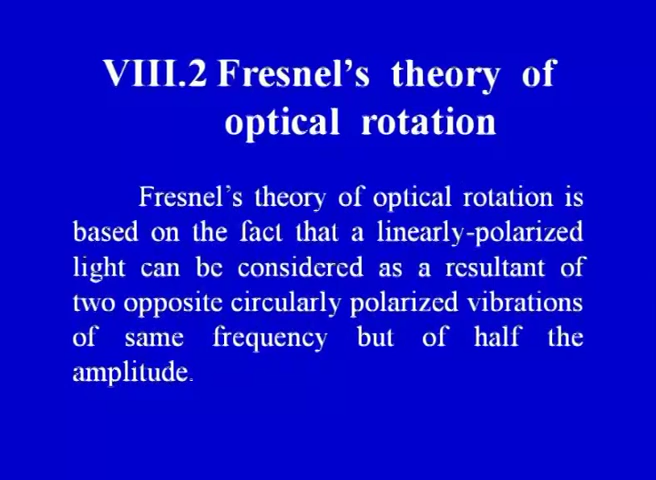 VIII.2 Fresnel's theory of
optical rotation
Fresnel's theory of optical rotation is
based on the fact that a linearly-polarized
light can be considered as a resultant of
two opposite circularly polarized vibrations
of same frequency but of half the
amplitude.